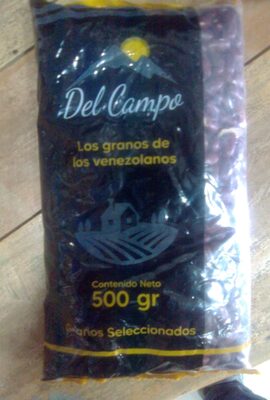 Del Campo
Los granos de
los venezolanos
Contenido Neto
500 gr
Granos Seleccionados